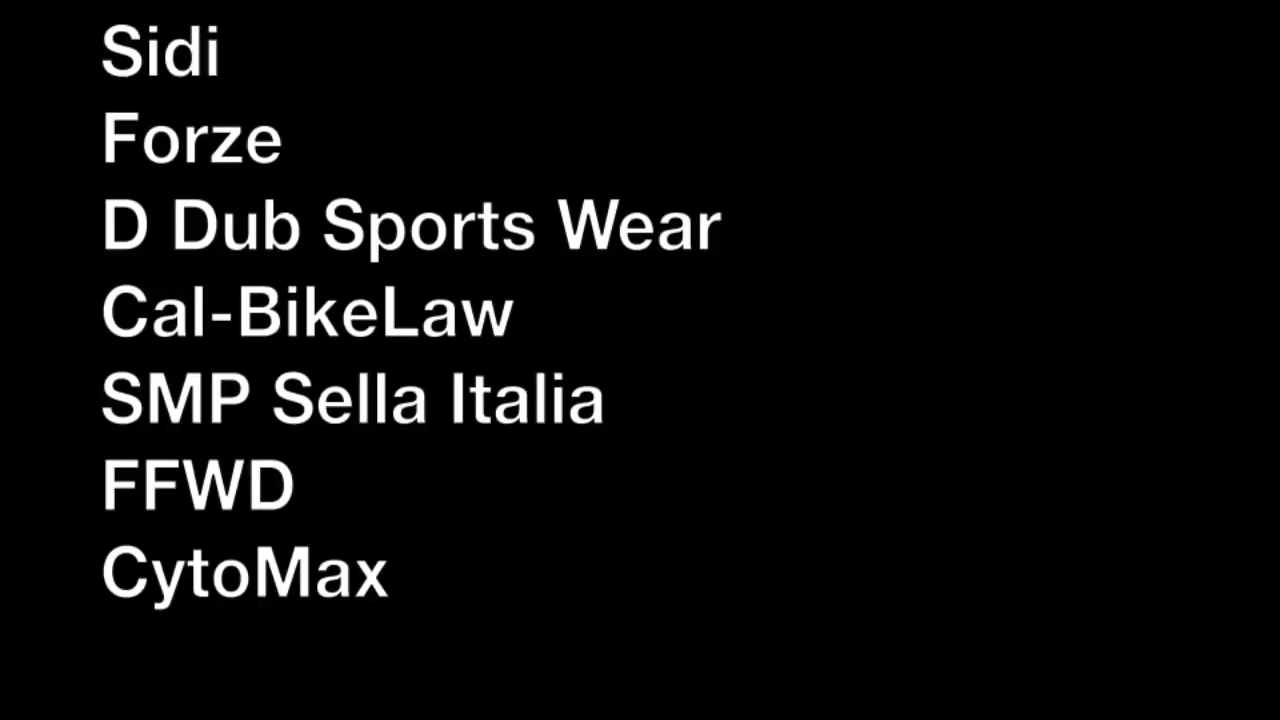 Sidi
Forze
D Dub Sports Wear
Cal-BikeLaw
SMP Sella Italia
FFWD
CytoMax